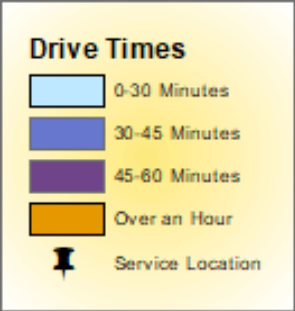 Drive Times
0-30 Minutes
30-45 Minutes
45-60 Minutes
Over an Hour
Service Location